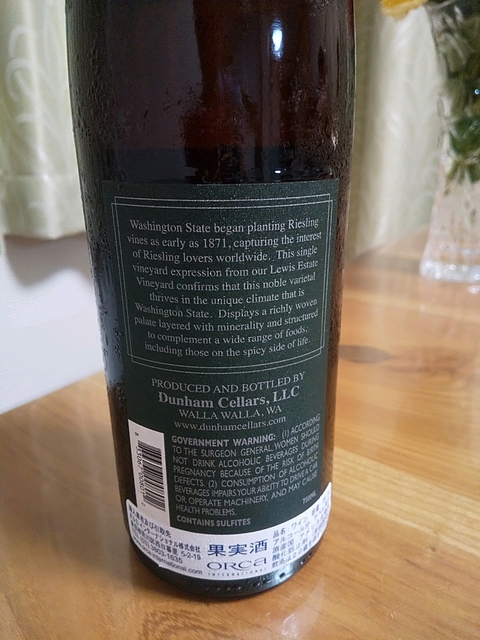 Washington State began planting Riesling
vines as early as 1871, capturing the interest
of Riesling lovers worldwide. This single
vineyard expression from our Lewis Estate
Vineyard confirms that this noble varietal
thrives in the unique climate that is
Washington State. Displays a richly woven
palate layered with minerality and structured
to complement a wide range of foods,
including those on the spicy side of life.
PRODUCED AND BOTTLED BY
Dunham Cellars, LLC
WALLA WALLA, WA
www.dunhamcellars.com
GOVERNMENT WARNING: (1) ACCORDING
TO THE SURGEON GENERAL, WOMEN SHOULD
NOT DRINK ALCOHOLIC BEVERAGES DURING
PREGNANCY BECAUSE OF THE RISK OF BIRTH
DEFECTS. (2) CONSUMPTION OF ALCOHOLIC
BEVERAGES IMPAIRS YOUR ABILITY TO DRIVE A CAR
OR OPERATE MACHINERY, AND MAY CAUSE
HEALTH PROBLEMS.
750ML
CONTAINS SULFITES
果実酒
ORCA
INTERNATIONAL